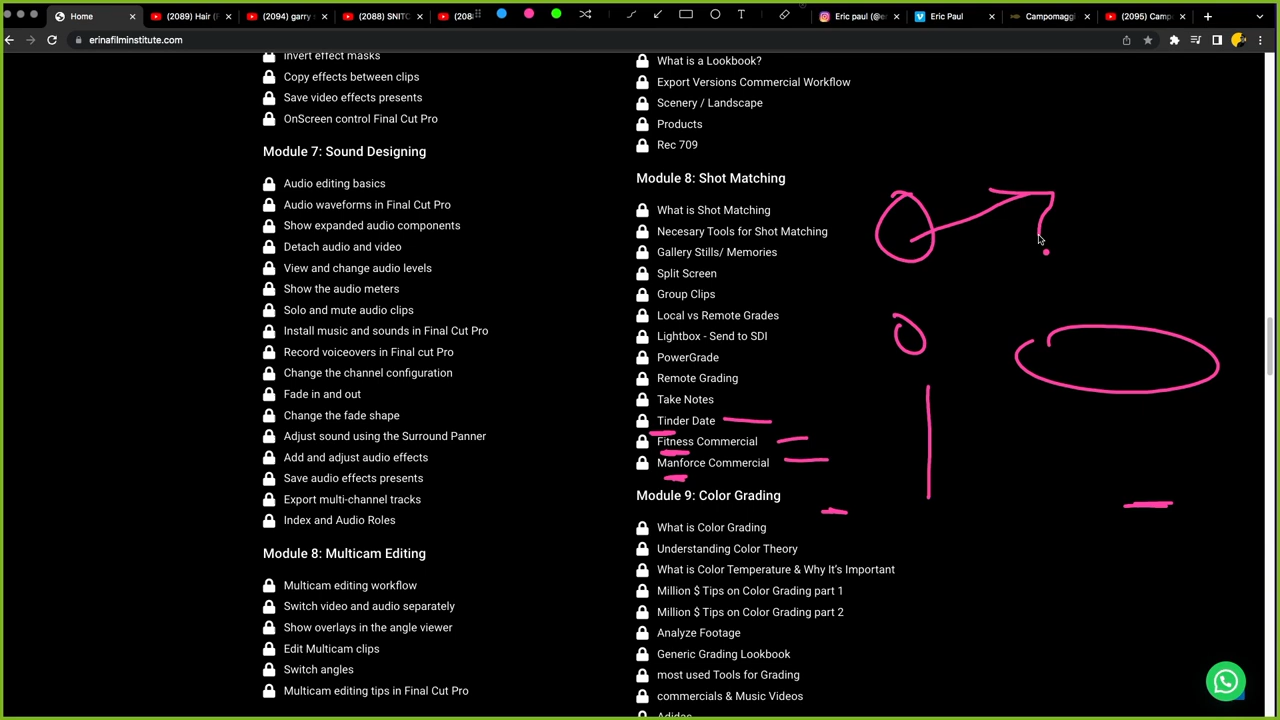 Home
(2089) Hair (F
(2094) garry
(2088) SNITC
(208
T
Eric paul (@e
Eric Paul
Campomaggi
(2095) Camp
erinafilminstitute.com
invert effect masks
Copy effects between clips
Save video effects presents
OnScreen control Final Cut Pro
Module 7: Sound Designing
Audio editing basics
Audio waveforms in Final Cut Pro
Show expanded audio components
Detach audio and video
View and change audio levels
Show the audio meters
Solo and mute audio clips
Install music and sounds in Final Cut Pro
Record voiceovers in Final cut Pro
Change the channel configuration
Fade in and out
Change the fade shape
Adjust sound using the Surround Panner
Add and adjust audio effects
Save audio effects presents
Export multi-channel tracks
Index and Audio Roles
Module 8: Multicam Editing
Multicam editing workflow
Switch video and audio separately
Show overlays in the angle viewer
Edit Multicam clips
Switch angles
Multicam editing tips in Final Cut Pro
What is a Lookbook?
Export Versions Commercial Workflow
Scenery / Landscape
Products
Rec 709
Module 8: Shot Matching
What is Shot Matching
Necesary Tools for Shot Matching
Gallery Stills/ Memories
Split Screen
Group Clips
Local vs Remote Grades
Lightbox - Send to SDI
PowerGrade
Remote Grading
Take Notes
Tinder Date
Fitness Commercial
Manforce Commercial
Module 9: Color Grading
What is Color Grading
Understanding Color Theory
What is Color Temperature & Why It's Important
Million $ Tips on Color Grading part 1
Million $ Tips on Color Grading part 2
Analyze Footage
Generic Grading Lookbook
most used Tools for Grading
commercials & Music Videos
Adidas